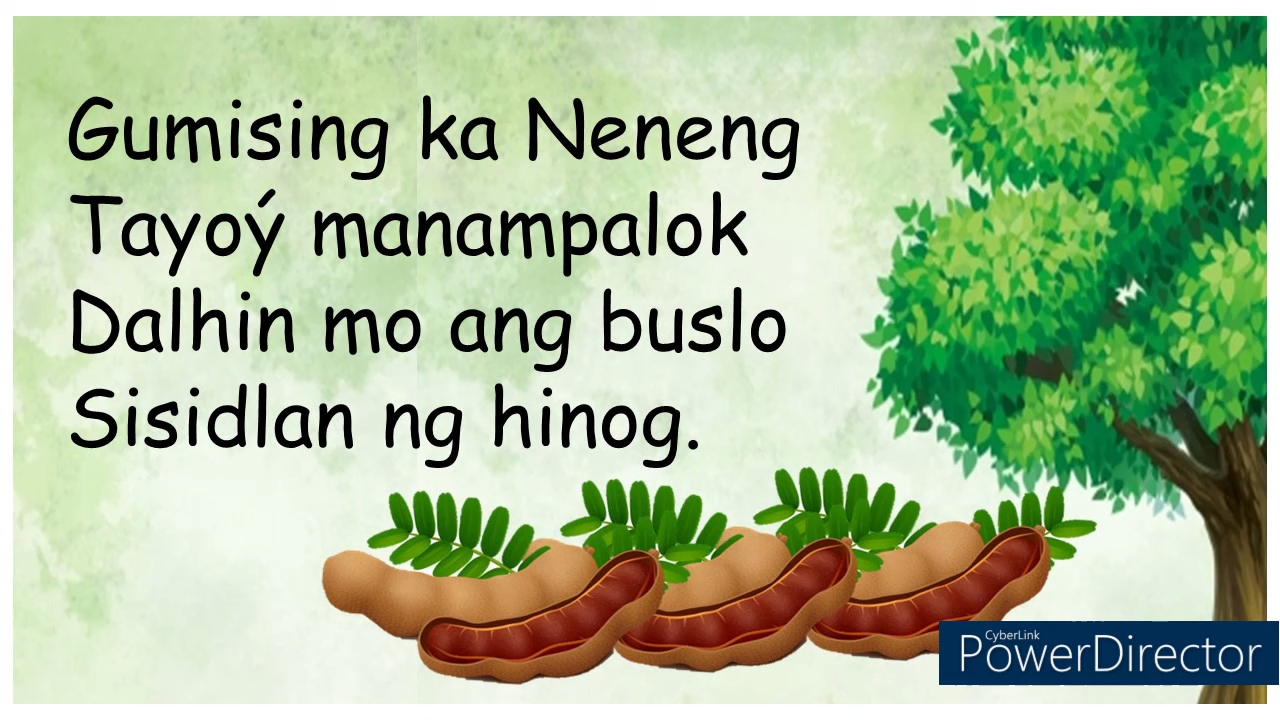 Gumising ka Neneng
Tayoý manampalok
Dalhin mo ang buslo
Sisidlan ng hinog.
CyberLink
PowerDirector